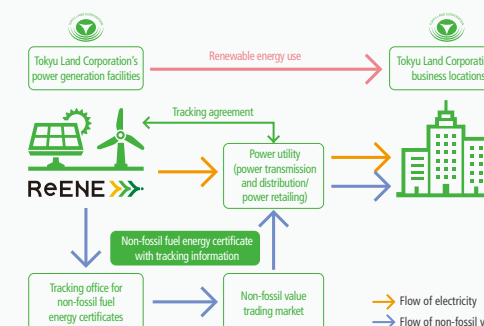 Tokyu Land Corporation's
power generation facilities
Renewable energy use
Tokyu Land
business locations
Tracking agreement
Power utility
(power transmission
and distribution/
power retailing)
ReENE
Non-fossil fuel energy certificate
with tracking information
Tracking office for
non-fossil fuel
energy certificates
Non-fossil value
trading market
Flow of electricity
Flow of non-fossil